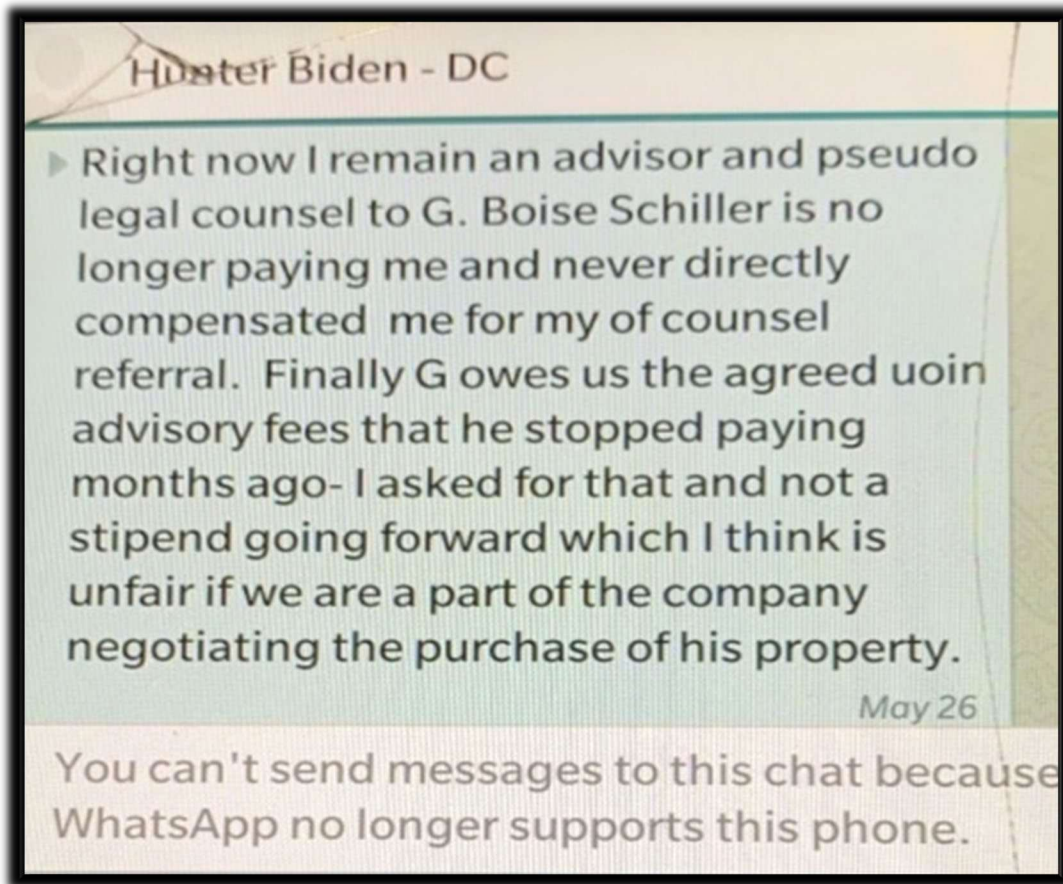 Hunter Biden - DC
Right now I remain an advisor and pseudo
legal counsel to G. Boise Schiller is no
longer paying me and never directly
compensated  me for my of counsel
referral.  Finally G owes us the agreed uoin
advisory fees that he stopped paying
months ago- I asked for that and not a
stipend going forward which I think is
unfair if we are a part of the company
negotiating the purchase of his property.
May 26
You can't send messages to this chat because
WhatsApp no longer supports this phone.